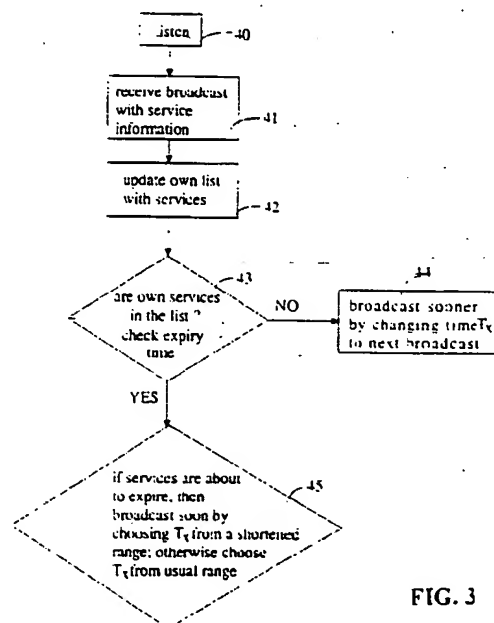 Listen
40
receive broadcast
with service
information
41
update own list
with services
42
43
are own services
in the list ?
check expiry
time
NO
44
broadcast sooner
by changing time Tx
to next broadcast
YES
45
if services are about
to expire, then
broadcast soon by
choosing Tx from a shortened
range; otherwise choose
Tx from usual range
FIG. 3